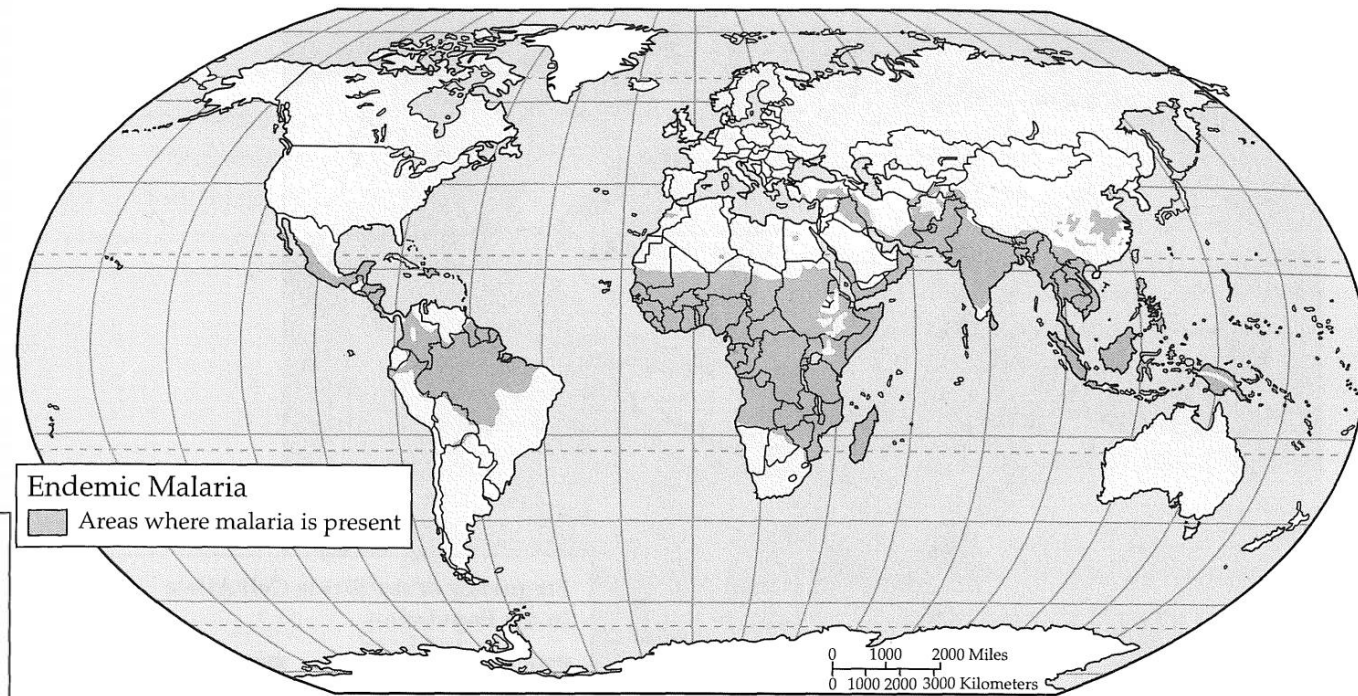 Endemic Malaria
Areas where malaria is present
0 1000 2000 Miles
0 1000 2000 3000 Kilometers